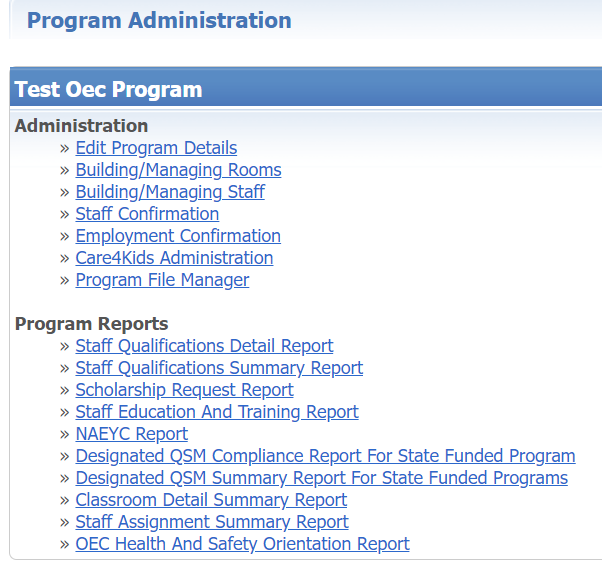 Program Administration
Test Oec Program
Administration
» Edit Program Details
» Building/Managing Rooms
» Building/Managing Staff
» Staff Confirmation
» Employment Confirmation
» Care4Kids Administration
» Program File Manager
Program Reports
» Staff Qualifications Detail Report
» Staff Qualifications Summary Report
» Scholarship Request Report
» Staff Education And Training Report
» NAEYC Report
» Designated QSM Compliance Report For State Funded Program
» Designated QSM Summary Report For State Funded Programs
» Classroom Detail Summary Report
» Staff Assignment Summary Report
» OEC Health And Safety Orientation Report